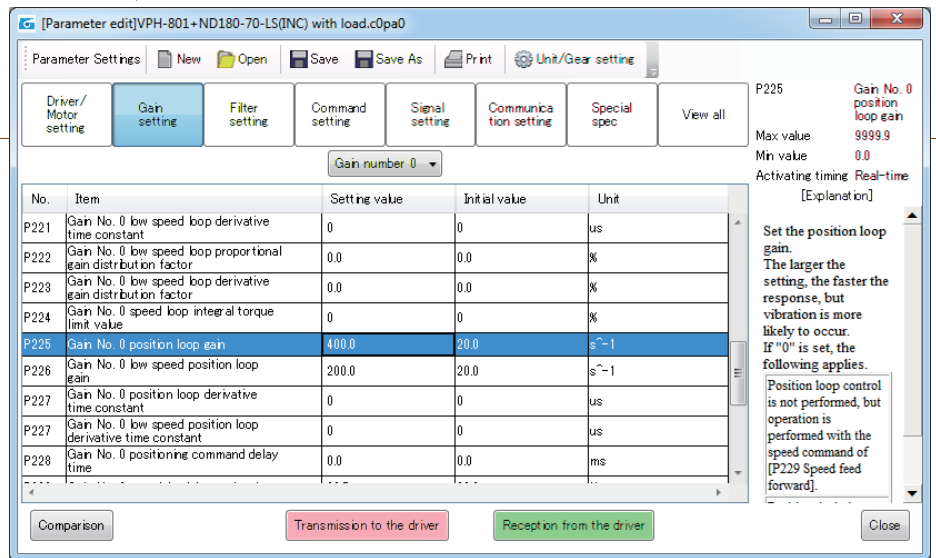 [Parameter edit]VPH-801+ND180-70-LS(INC) with load.c0pa0
Parameter Settings New Open Save Save As Print Unit/Gear setting
Driver/
Motor
setting
Gain
setting
Filter
setting
Command
setting
Signal
setting
Communica
tion setting
Special
spec
View all
Gain number 0
P225 Gain No. 0
position
loop gain
Max value 9999.9
Min value 0.0
Activating timing Real-time
[Explanation]
No. Item Setting value Initial value Unit
P221 Gain No. 0 low speed loop derivative
time constant 0 0 us
P222 Gain No. 0 low speed loop proportional
gain distribution factor 0.0 0.0 %
P223 Gain No. 0 low speed loop derivative
gain distribution factor 0.0 0.0 %
P224 Gain No. 0 speed loop integral torque
limit value 0 0 %
P225 Gain No. 0 position loop gain 400.0 20.0 s^-1
P226 Gain No. 0 low speed position loop
gain 200.0 20.0 s^-1
P227 Gain No. 0 position loop derivative
time constant 0 0 us
P227 Gain No. 0 low speed position loop
derivative time constant 0 0 us
P228 Gain No. 0 positioning command delay
time 0.0 0.0 ms
Set the position loop
gain.
The larger the
setting, the faster the
response, but
vibration is more
likely to occur.
If "0" is set, the
following applies.
Position loop control
is not performed, but
operation is
performed with the
speed command of
[P229 Speed feed
forward].
Comparison
Transmission to the driver
Reception from the driver
Close